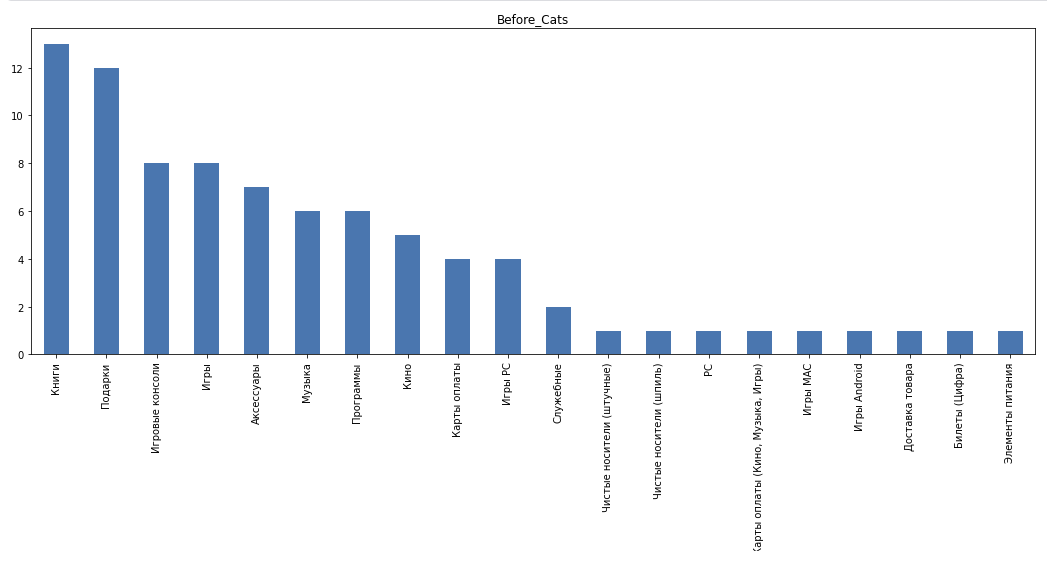 Before_Cats
12
10
8
6
4
2
0
Книги
Подарки
Игровые консоли
Игры
Аксессуары
Музыка
Программы
Кино
Карты оплаты
Игры PC
Служебные
Чистые носители (штучные)
Чистые носители (шпиль)
PC
Карты оплаты (Кино, Музыка, Игры)
Игры MAC
Игры Android
Доставка товара
Билеты (Цифра)
Элементы питания